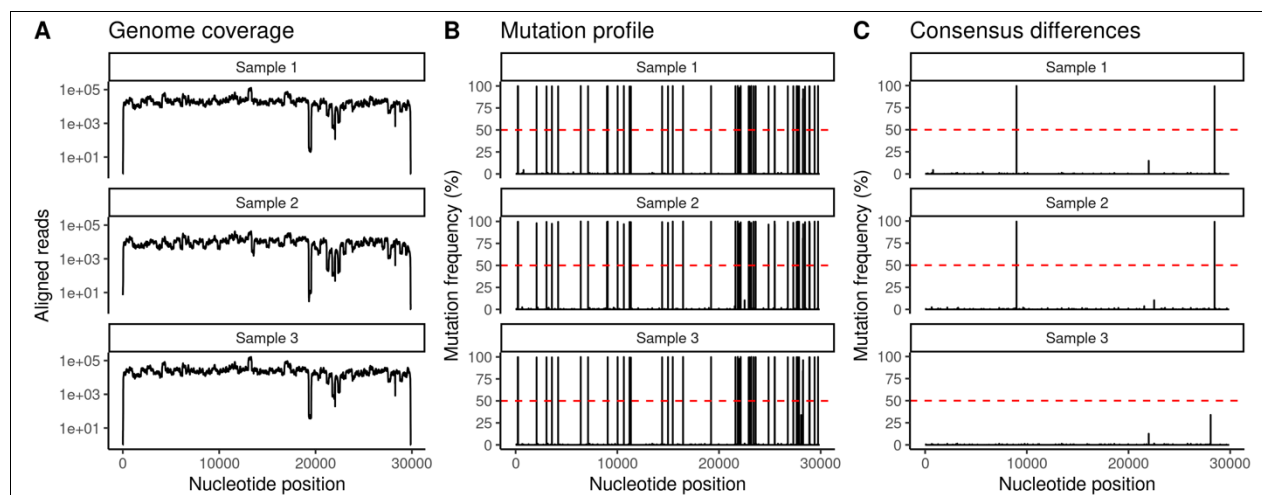 A Genome coverage
Sample 1
1e+05
1e+03
1e+01
Sample 2
1e+05
1e+03
1e+01
Sample 3
1e+05
1e+03
1e+01
0 10000 20000 30000
Nucleotide position
Aligned reads
B Mutation profile
Sample 1
100
75
50
25
0
Sample 2
100
75
50
25
0
Sample 3
100
75
50
25
0
0 10000 20000 30000
Nucleotide position
Mutation frequency (%)
C Consensus differences
Sample 1
100
75
50
25
0
Sample 2
100
75
50
25
0
Sample 3
100
75
50
25
0
0 10000 20000 30000
Nucleotide position
Mutation frequency (%)